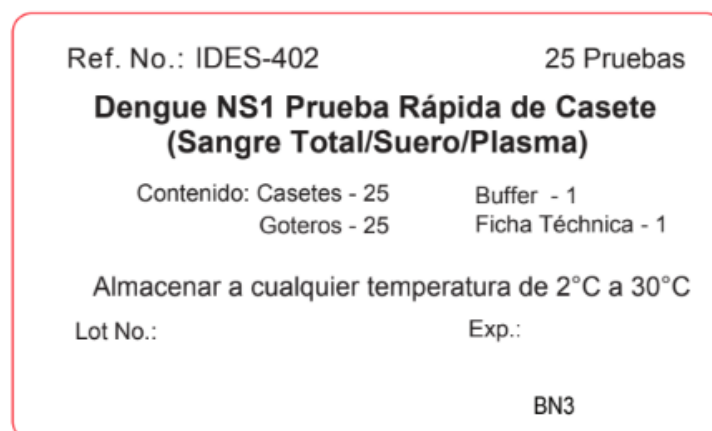 Ref. No.: IDES-402 25 Pruebas
Dengue NS1 Prueba Rápida de Casete
(Sangre Total/Suero/Plasma)
Contenido: Casetes - 25 Buffer - 1
Goteros - 25 Ficha Téchnica - 1
Almacenar a cualquier temperatura de 2°C a 30°C
Lot No.: Exp.:
BN3